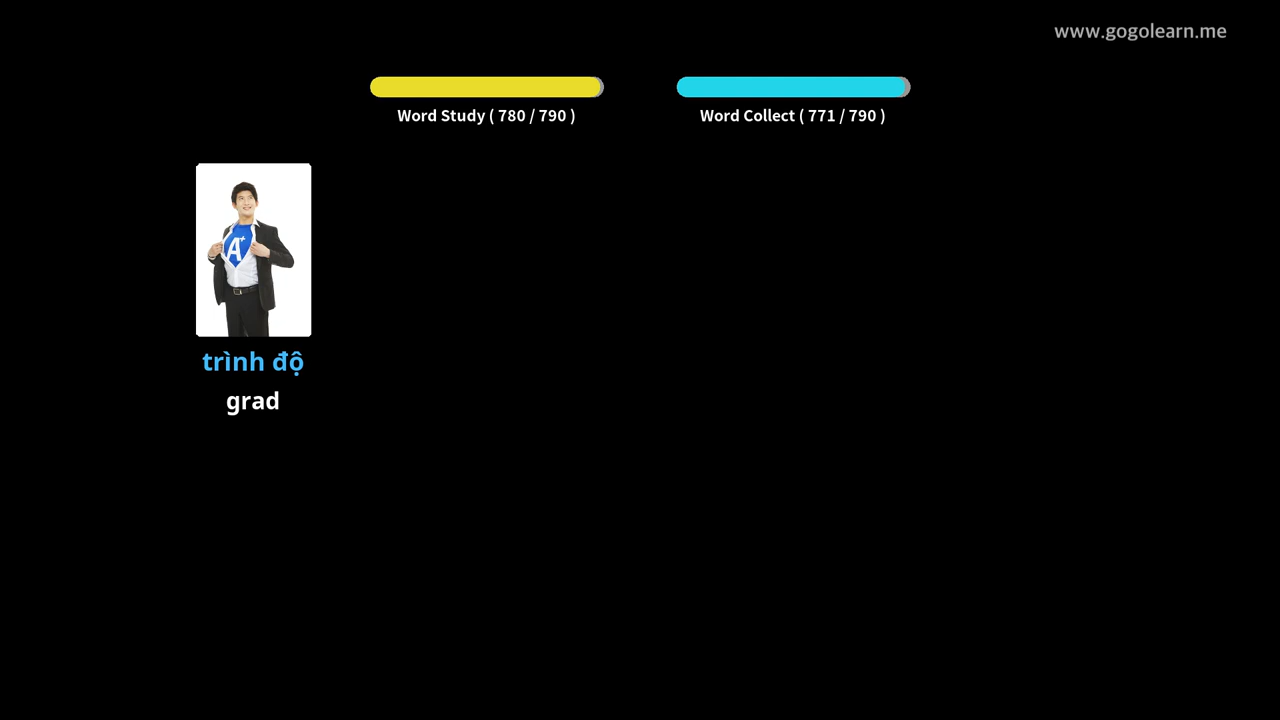 www.gogolearn.me
Word Study ( 780 / 790 )
Word Collect ( 771 / 790 )
A+
trình độ
grad